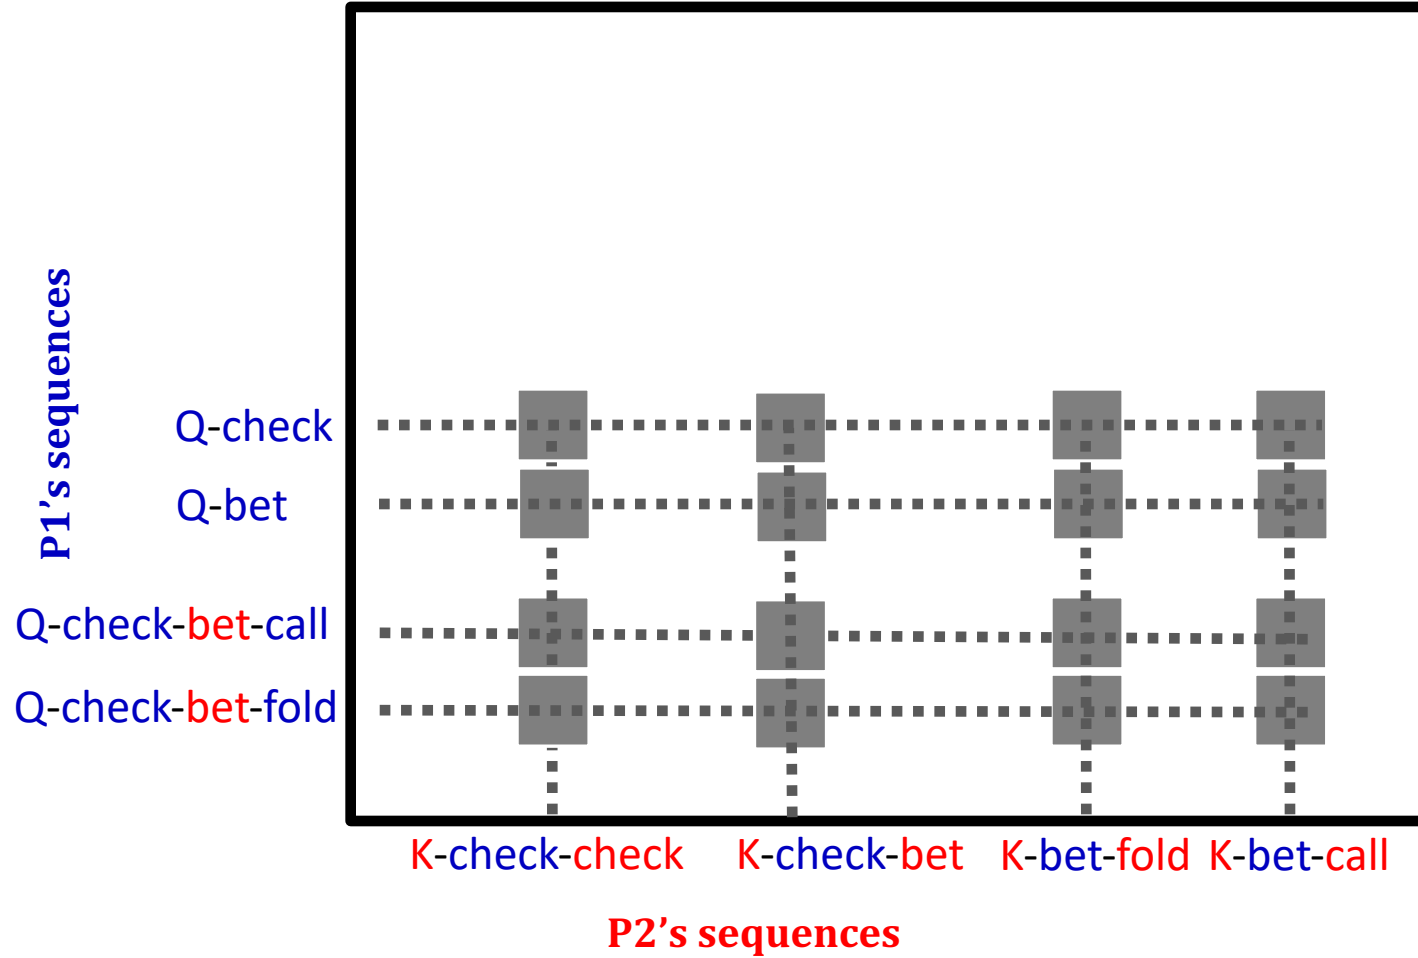 P1’s sequences
Q-check
Q-bet
Q-check-bet-call
Q-check-bet-fold
K-check-check K-check-bet K-bet-fold K-bet-call
P2’s sequences